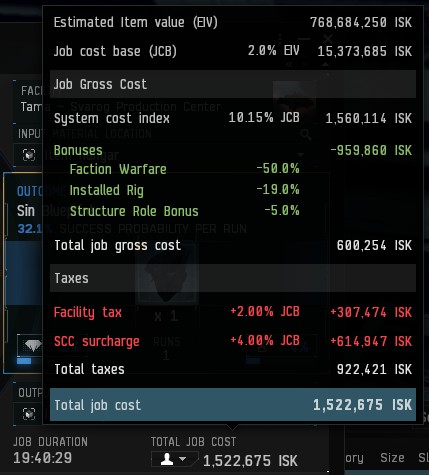 Estimated Item value (EIV) 768,684,250 ISK
Job cost base (JCB) 2.0% EIV 15,373,685 ISK
Job Gross Cost
System cost index 10.15% JCB 1,560,114 ISK
Bonuses -959,860 ISK
Faction Warfare -50.0%
Installed Rig -19.0%
Structure Role Bonus -5.0%
Total job gross cost 600,254 ISK
Taxes
Facility tax +2.00% JCB +307,474 ISK
SCC surcharge +4.00% JCB +614,947 ISK
Total taxes 922,421 ISK
Total job cost 1,522,675 ISK
FACI
Tama - Svarog Production Center
INPUT MATERIAL LOCATION
Hangar
OUTCO
Sin Bluep
32.1% SUCCESS PROBABILITY PER RUN
x 1
RUNS
1
OUTP
JOB DURATION TOTAL JOB COST
19:40:29 1,522,675 ISK
ory Size Sl